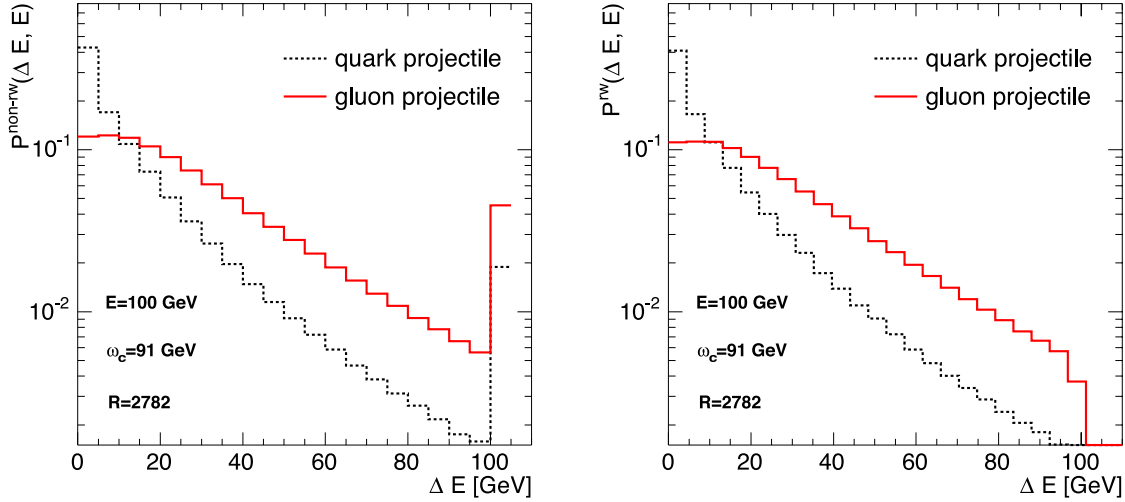 P^non-rw(Δ E, E)
quark projectile
gluon projectile
10^-1
10^-2
E=100 GeV
ω_c=91 GeV
R=2782
0 20 40 60 80 100
Δ E [GeV]
P^rw(Δ E, E)
quark projectile
gluon projectile
10^-1
10^-2
E=100 GeV
ω_c=91 GeV
R=2782
0 20 40 60 80 100
Δ E [GeV]